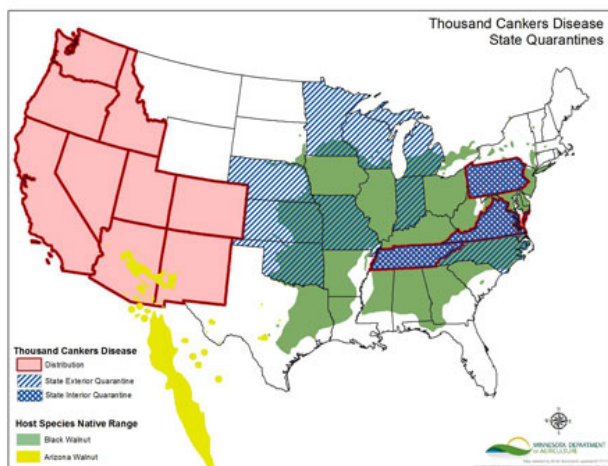 Thousand Cankers Disease
State Quarantines
Thousand Cankers Disease
Distribution
State Exterior Quarantine
State Interior Quarantine
Host Species Native Range
Black Walnut
Arizona Walnut
MINNESOTA DEPARTMENT
OF AGRICULTURE